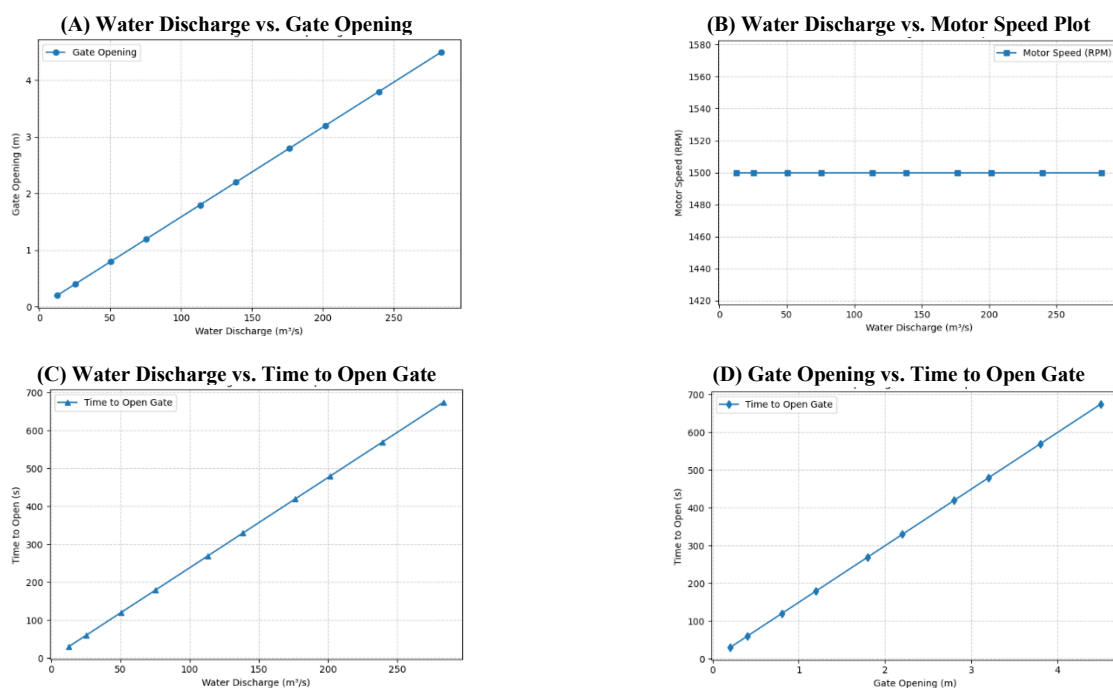 (A) Water Discharge vs. Gate Opening
Gate Opening
4
3
2
1
0
Gate Opening (m)
0 50 100 150 200 250
Water Discharge (m³/s)
(B) Water Discharge vs. Motor Speed Plot
Motor Speed (RPM)
1580
1560
1540
1520
1500
1480
1460
1440
1420
Motor Speed (RPM)
0 50 100 150 200 250
Water Discharge (m³/s)
(C) Water Discharge vs. Time to Open Gate
Time to Open Gate
700
600
500
400
300
200
100
0
Time to Open (s)
0 50 100 150 200 250
Water Discharge (m³/s)
(D) Gate Opening vs. Time to Open Gate
Time to Open Gate
700
600
500
400
300
200
100
0
Time to Open (s)
0 1 2 3 4
Gate Opening (m)